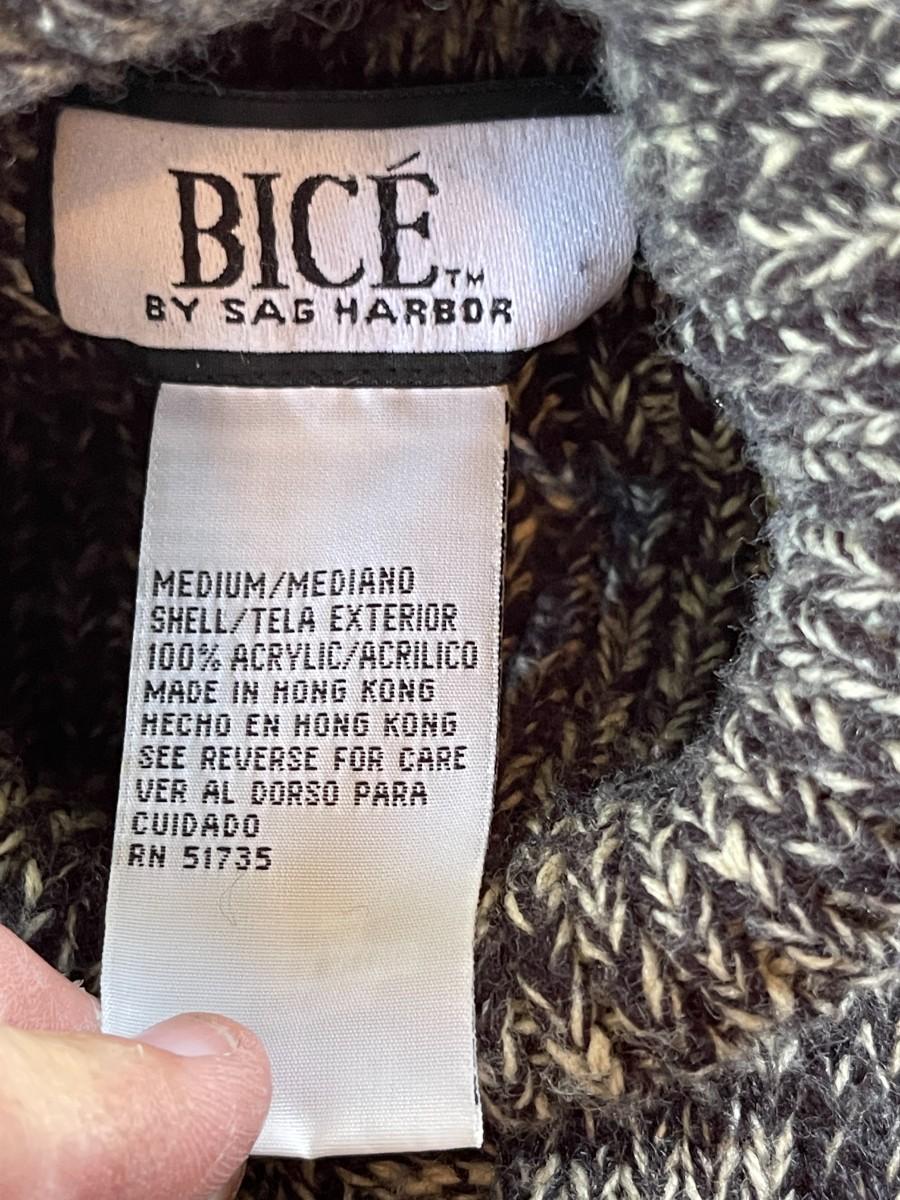 BICÉ™
BY SAG HARBOR
MEDIUM/MEDIANO
SHELL/TELA EXTERIOR
100% ACRYLIC/ACRILICO
MADE IN HONG KONG
HECHO EN HONG KONG
SEE REVERSE FOR CARE
VER AL DORSO PARA
CUIDADO
RN 51735